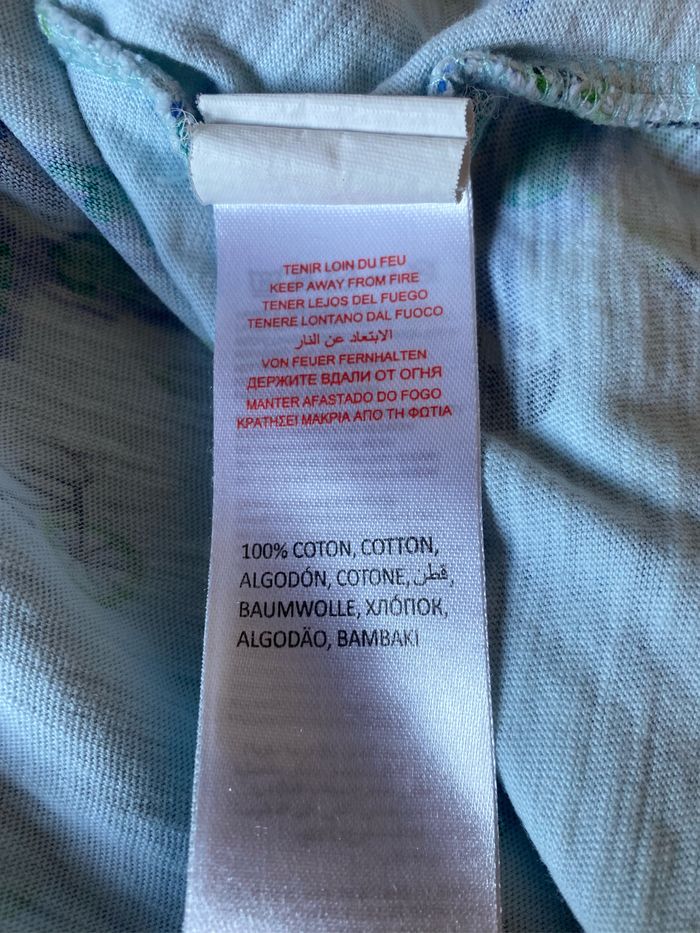 TENIR LOIN DU FEU
KEEP AWAY FROM FIRE
TENER LEJOS DEL FUEGO
TENERE LONTANO DAL FUOCO
الابتعاد عن النار
VON FEUER FERNHALTEN
ДЕРЖИТЕ ВДАЛИ ОТ ОГНЯ
MANTER AFASTADO DO FOGO
ΚΡΑΤΗΣΕΙ ΜΑΚΡΙΑ ΑΠΟ ΤΗ ΦΩΤΙΑ
100% COTON, COTTON,
ALGODÓN, COTONE, قطن,
BAUMWOLLE, ХЛÓПОК,
ALGODÃO, ΒΑΜΒΑΚΙ